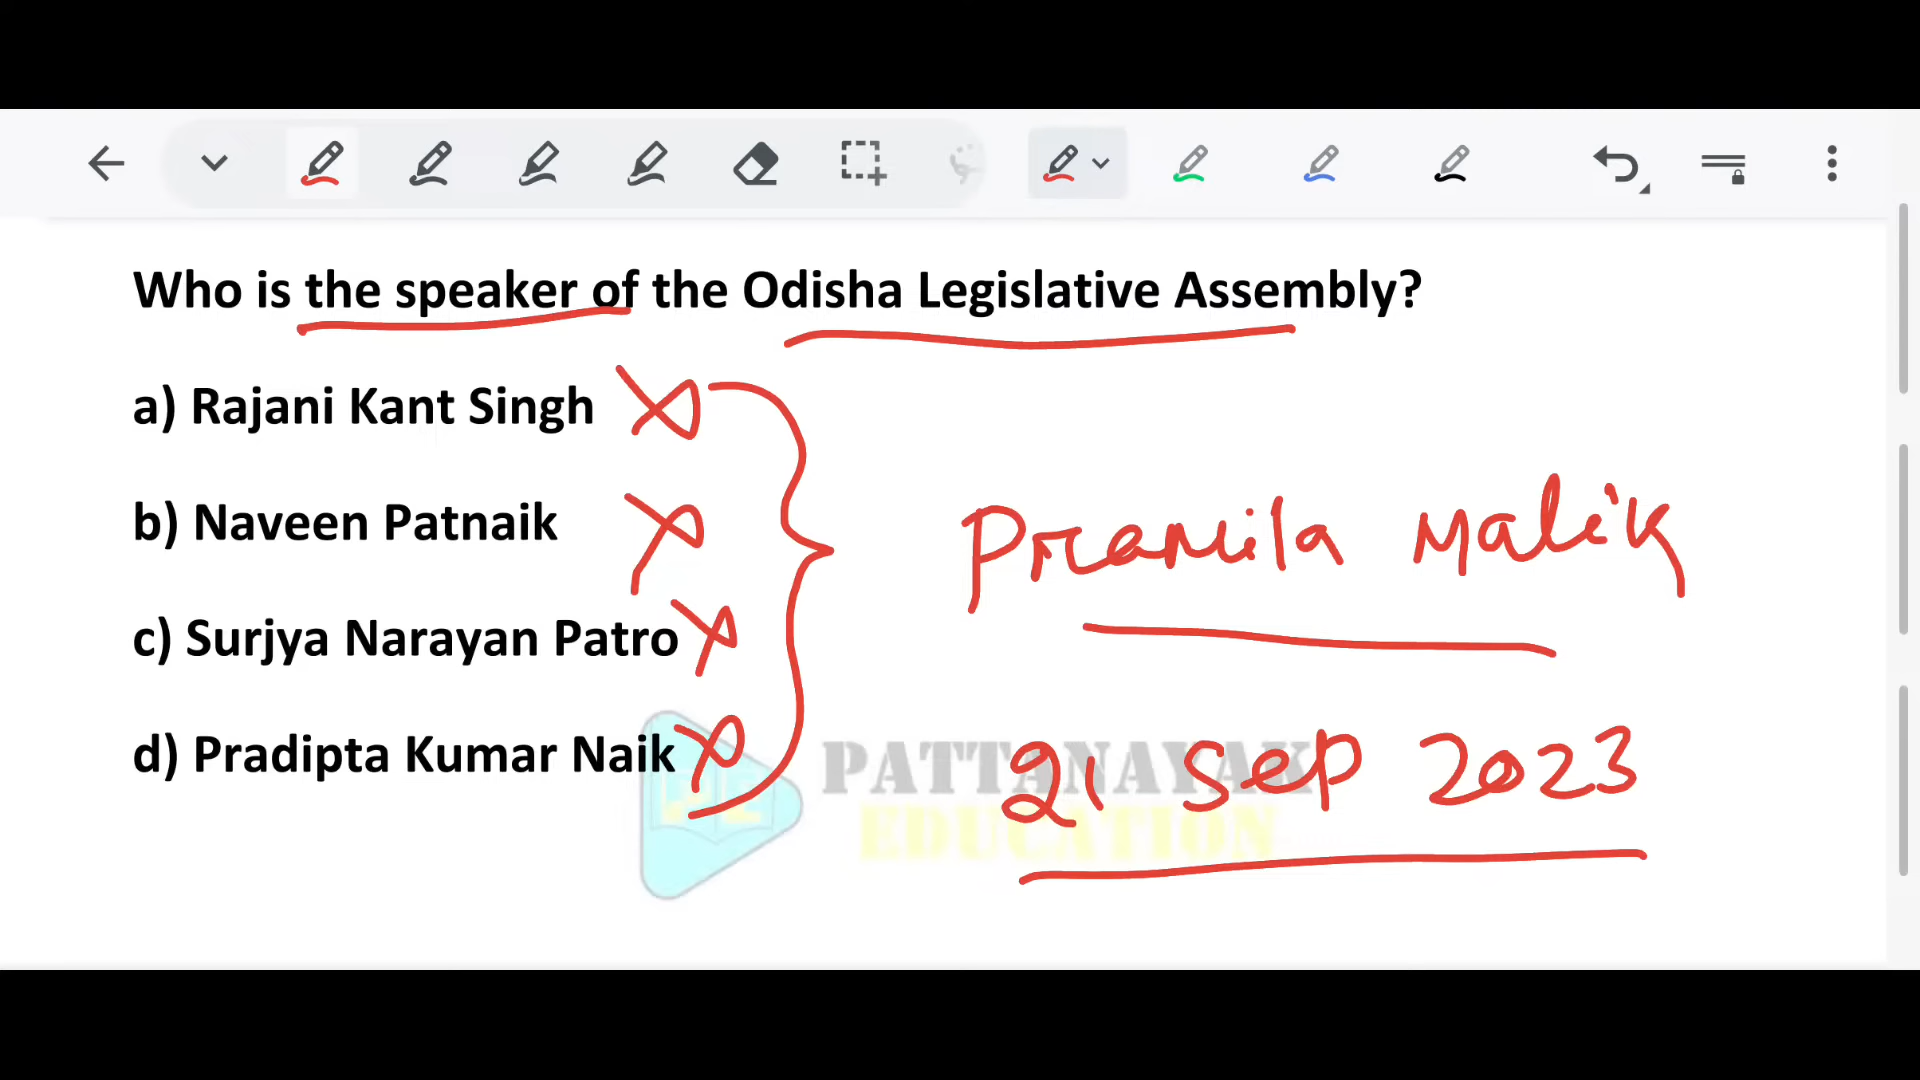 Who is the speaker of the Odisha Legislative Assembly?
a) Rajani Kant Singh
b) Naveen Patnaik
c) Surjya Narayan Patro
d) Pradipta Kumar Naik
Pramila Malik
21 Sep 2023
PATTANAYAK
EDUCATION